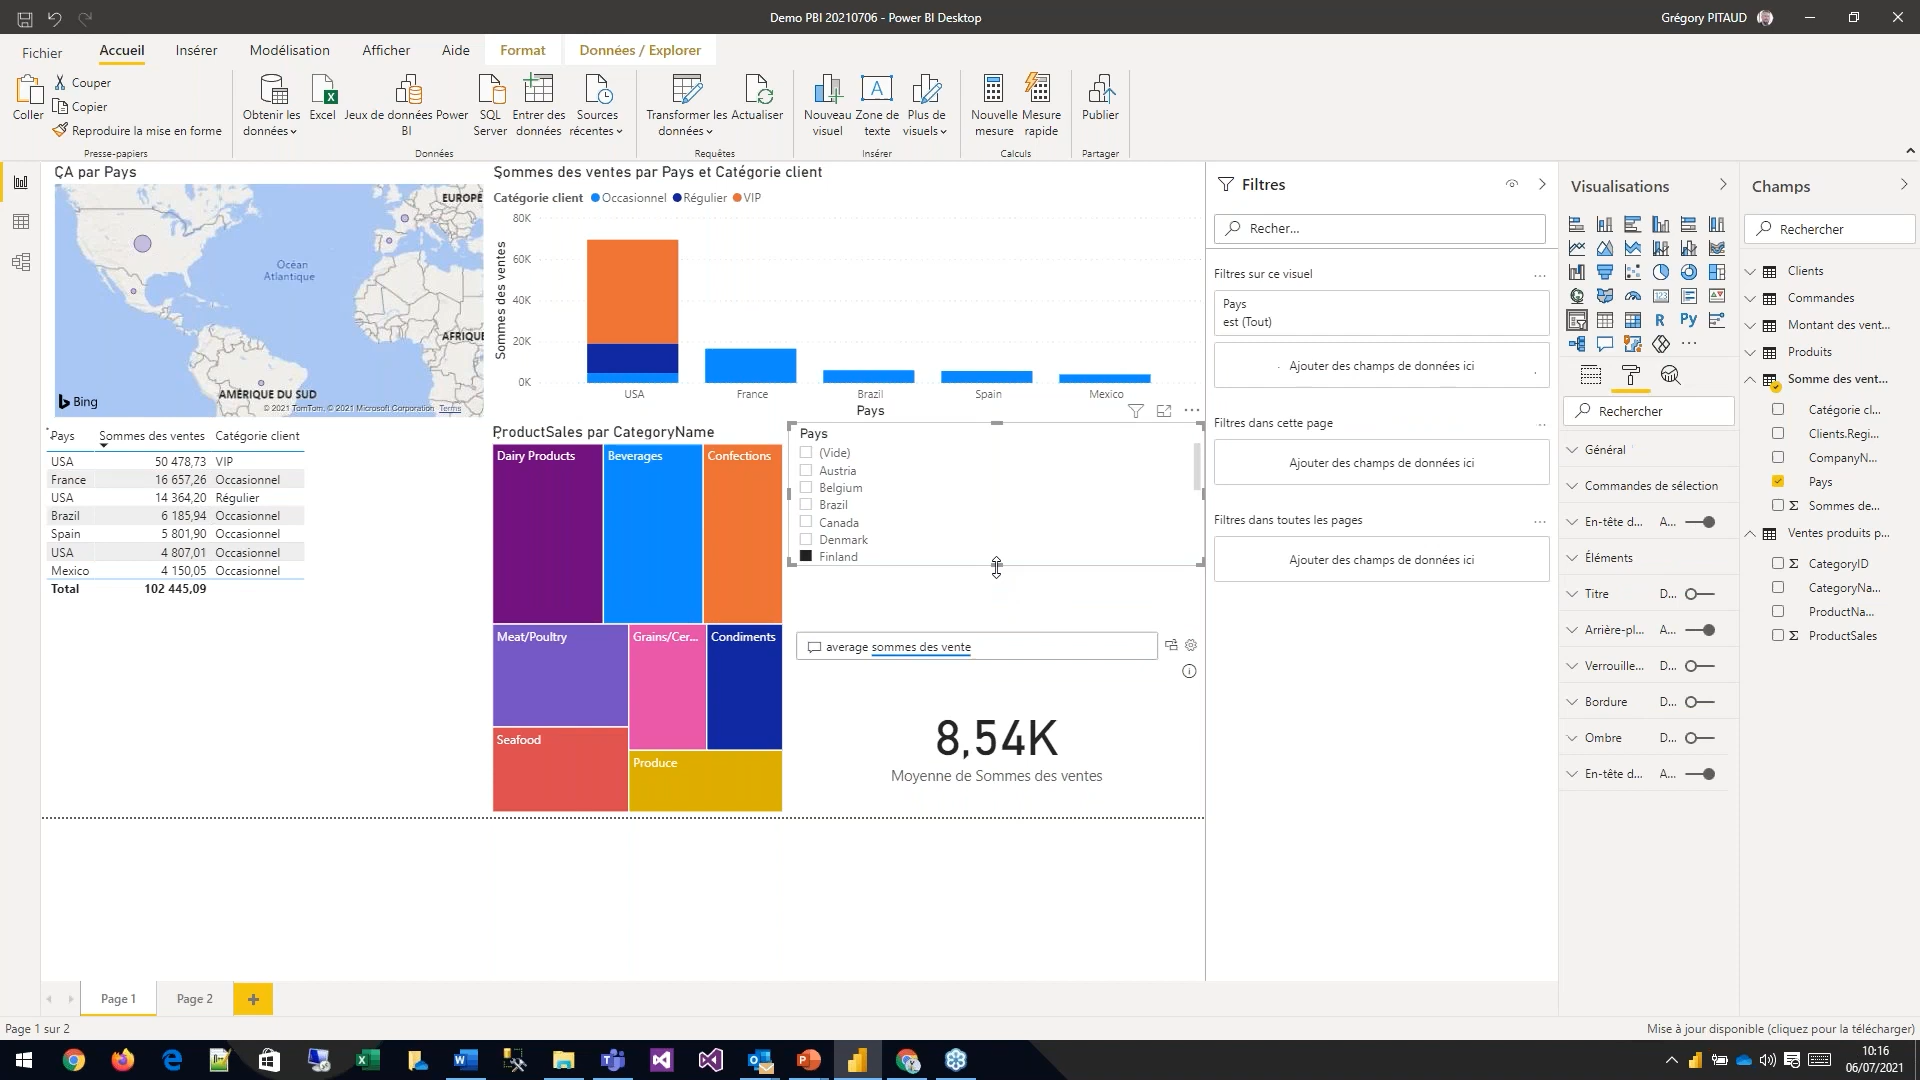 Demo PBI 20210706 - Power BI Desktop
Grégory PITAUD
Fichier
Accueil
Insérer
Modélisation
Afficher
Aide
Format
Données / Explorer
Coller
Couper
Copier
Reproduire la mise en forme
Presse-papiers
Obtenir les données
Excel
Jeux de données Power BI
SQL Server
Entrer des données
Sources récentes
Données
Transformer les données
Actualiser
Requêtes
Nouveau visuel
Zone de texte
Plus de visuels
Insérer
Nouvelle mesure
Mesure rapide
Calculs
Publier
Partager
CA par Pays
EUROPE
Océan
Atlantique
AFRIQUE
AMÉRIQUE DU SUD
Bing
© 2021 TomTom, © 2021 Microsoft Corporation Terms
Sommes des ventes par Pays et Catégorie client
Catégorie client Occasionnel Régulier VIP
Sommes des ventes
80K
60K
40K
20K
0K
USA France Brazil Spain Mexico
Pays
Pays Sommes des ventes Catégorie client
USA 50 478,73 VIP
France 16 657,26 Occasionnel
USA 14 364,20 Régulier
Brazil 6 185,94 Occasionnel
Spain 5 801,90 Occasionnel
USA 4 807,01 Occasionnel
Mexico 4 150,05 Occasionnel
Total 102 445,09
ProductSales par CategoryName
Dairy Products
Beverages
Confections
Meat/Poultry
Grains/Cer...
Condiments
Seafood
Produce
Pays
(Vide)
Austria
Belgium
Brazil
Canada
Denmark
Finland
average sommes des vente
8,54K
Moyenne de Sommes des ventes
Filtres
Recher...
Filtres sur ce visuel ...
Pays
est (Tout)
Ajouter des champs de données ici
Filtres dans cette page ...
Ajouter des champs de données ici
Filtres dans toutes les pages ...
Ajouter des champs de données ici
Visualisations
R
Py
...
Rechercher
Général
Commandes de sélection
En-tête d... A...
Éléments
Titre D...
Arrière-pl... A...
Verrouille... D...
Bordure D...
Ombre D...
En-tête d... A...
Champs
Rechercher
Clients
Commandes
Montant des vent...
Produits
Somme des vent...
Catégorie cl...
Clients.Regi...
CompanyN...
Pays
Σ Sommes de...
Ventes produits p...
Σ CategoryID
CategoryNa...
ProductNa...
Σ ProductSales
Page 1
Page 2
+
Page 1 sur 2
Mise à jour disponible (cliquez pour la télécharger)
10:16
06/07/2021